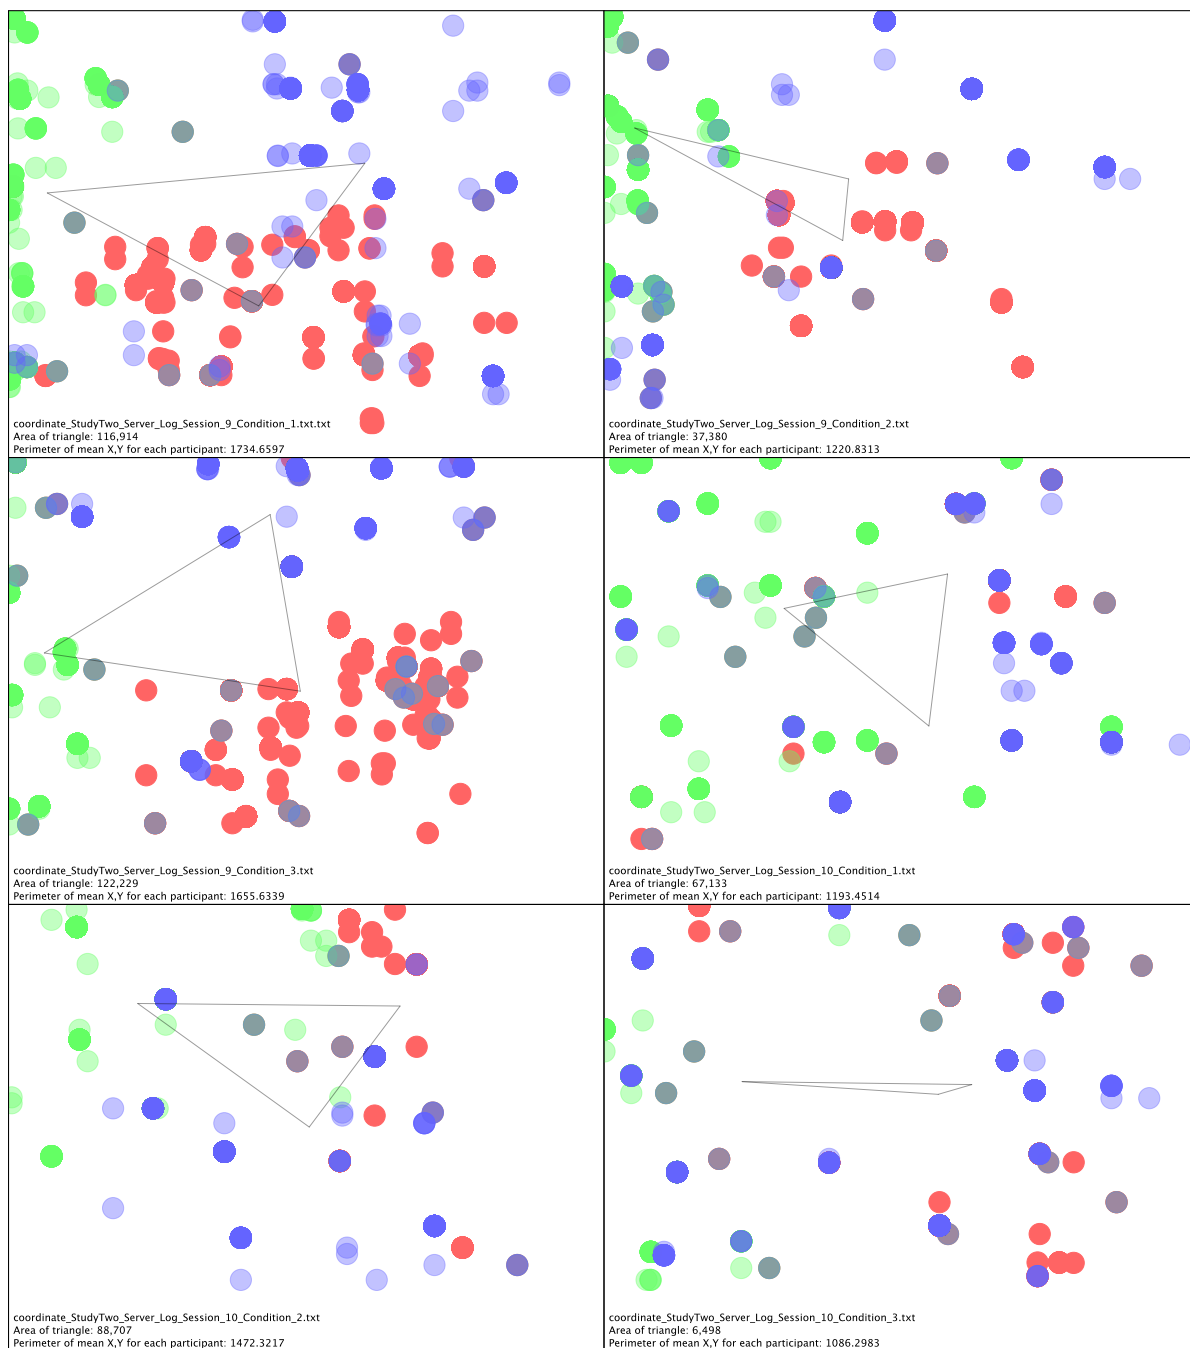 coordinate_StudyTwo_Server_Log_Session_9_Condition_1.txt.txt
Area of triangle: 116,914
Perimeter of mean X,Y for each participant: 1734.6597
coordinate_StudyTwo_Server_Log_Session_9_Condition_2.txt
Area of triangle: 37,380
Perimeter of mean X,Y for each participant: 1220.8313
coordinate_StudyTwo_Server_Log_Session_9_Condition_3.txt
Area of triangle: 122,229
Perimeter of mean X,Y for each participant: 1655.6339
coordinate_StudyTwo_Server_Log_Session_10_Condition_1.txt
Area of triangle: 67,133
Perimeter of mean X,Y for each participant: 1193.4514
coordinate_StudyTwo_Server_Log_Session_10_Condition_2.txt
Area of triangle: 88,707
Perimeter of mean X,Y for each participant: 1472.3217
coordinate_StudyTwo_Server_Log_Session_10_Condition_3.txt
Area of triangle: 6,498
Perimeter of mean X,Y for each participant: 1086.2983